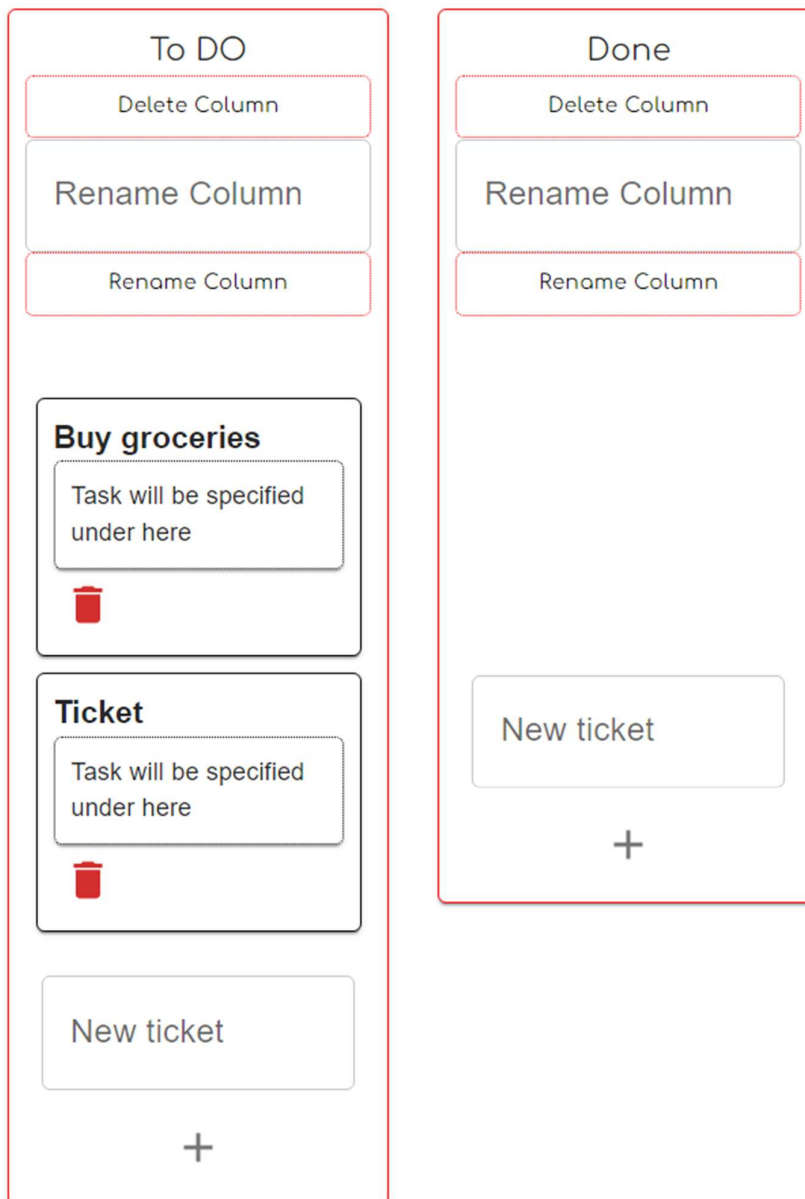 To DO
Delete Column
Rename Column
Rename Column
Buy groceries
Task will be specified
under here
Ticket
Task will be specified
under here
New ticket
+
Done
Delete Column
Rename Column
Rename Column
New ticket
+